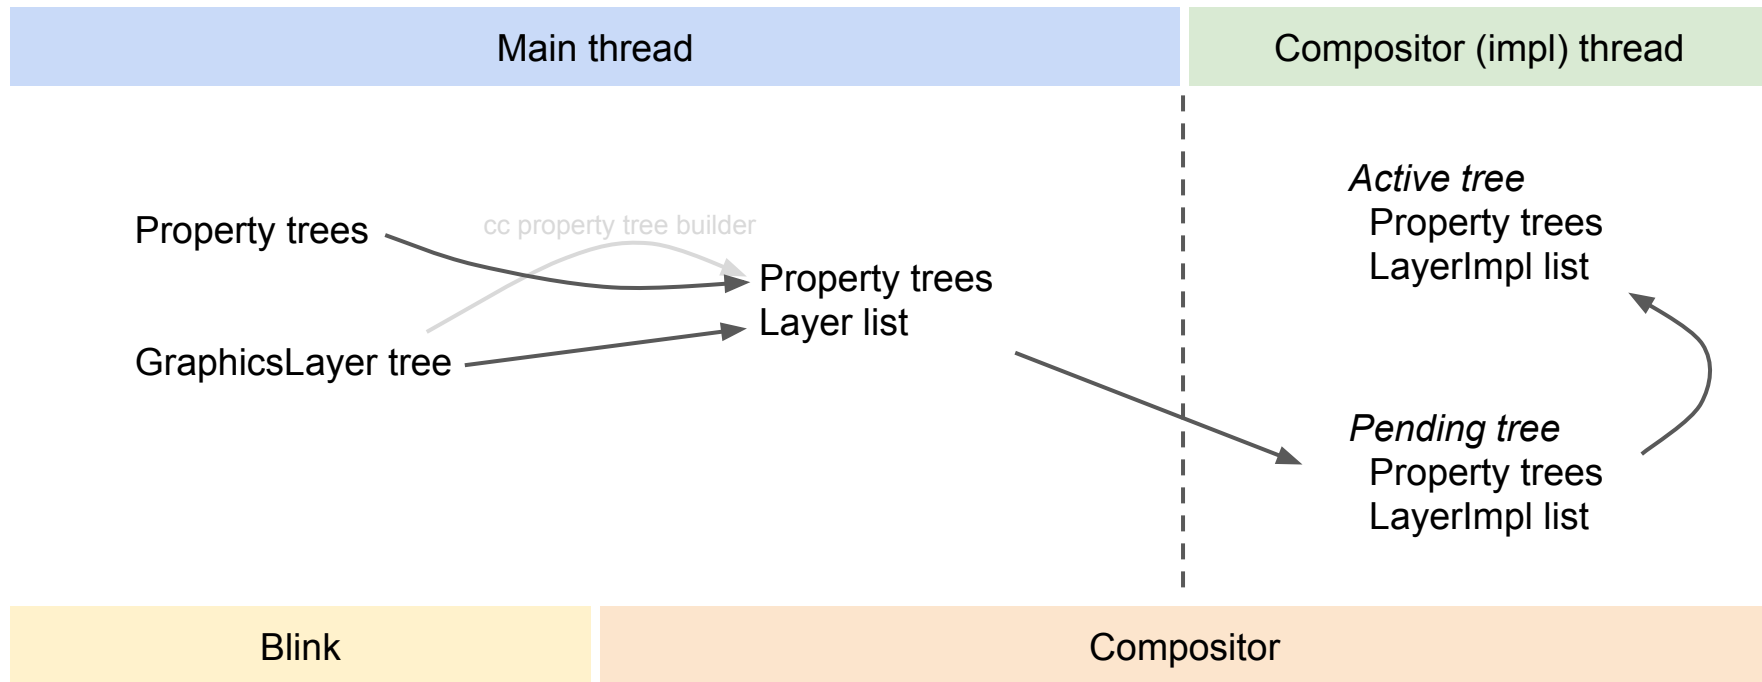 Main thread
Compositor (impl) thread
Property trees
cc property tree builder
GraphicsLayer tree
Property trees
Layer list
Active tree
Property trees
LayerImpl list
Pending tree
Property trees
LayerImpl list
Blink
Compositor